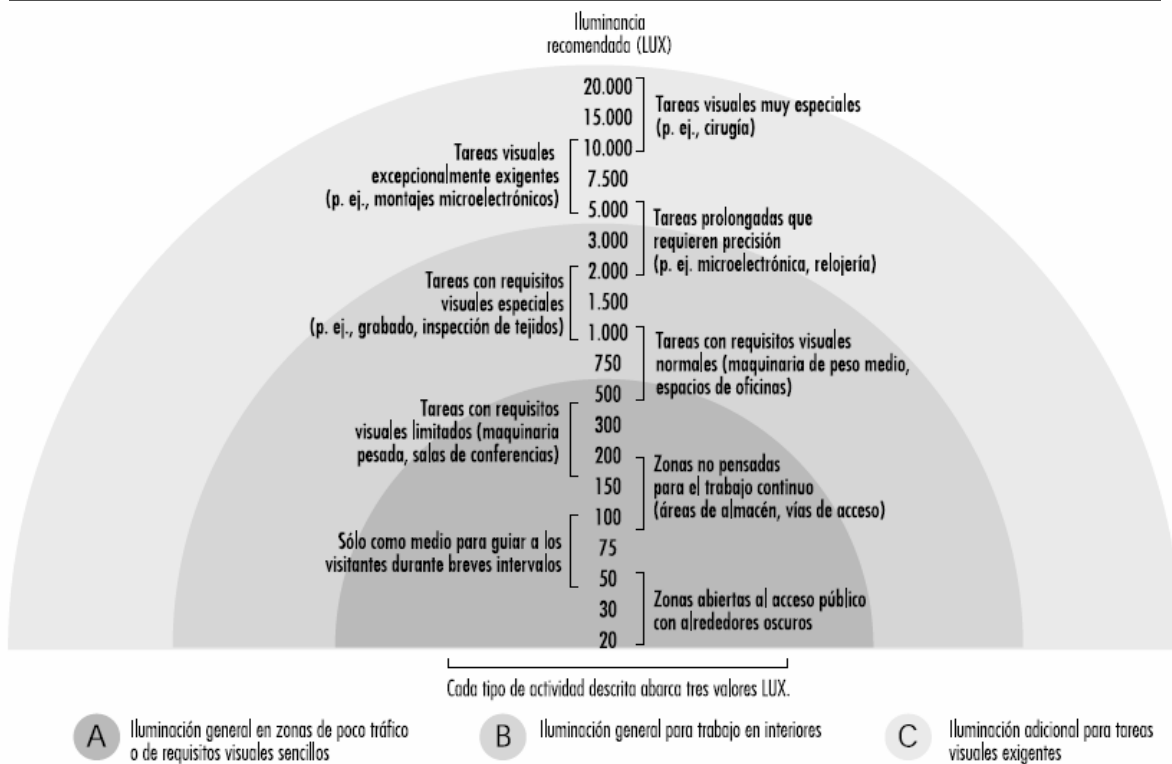 Iluminancia
recomendada (LUX)
20.000
15.000
10.000
7.500
5.000
3.000
2.000
1.500
1.000
750
500
300
200
150
100
75
50
30
20
Tareas visuales muy especiales
(p. ej., cirugía)
Tareas visuales
excepcionalmente exigentes
(p. ej., montajes microelectrónicos)
Tareas prolongadas que
requieren precisión
(p. ej. microelectrónica, relojería)
Tareas con requisitos
visuales especiales
(p. ej., grabado, inspección de tejidos)
Tareas con requisitos visuales
normales (maquinaria de peso medio,
espacios de oficinas)
Tareas con requisitos
visuales limitados (maquinaria
pesada, salas de conferencias)
Zonas no pensadas
para el trabajo continuo
(áreas de almacén, vías de acceso)
Sólo como medio para guiar a los
visitantes durante breves intervalos
Zonas abiertas al acceso público
con alrededores oscuros
Cada tipo de actividad descrita abarca tres valores LUX.
A
Iluminación general en zonas de poco tráfico
o de requisitos visuales sencillos
B
Iluminación general para trabajo en interiores
C
Iluminación adicional para tareas
visuales exigentes